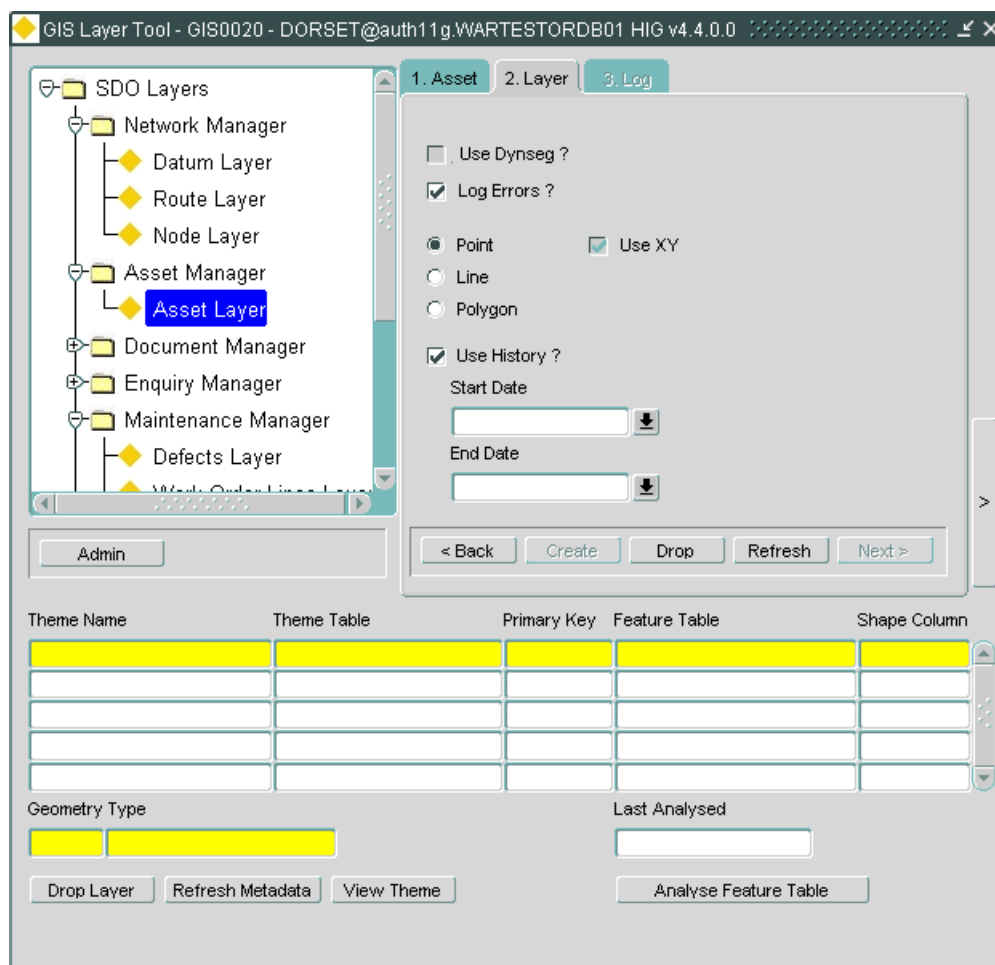 GIS Layer Tool - GIS0020 - DORSET@auth11g.WARTESTORDB01 HIG v4.4.0.0
SDO Layers
Network Manager
Datum Layer
Route Layer
Node Layer
Asset Manager
Asset Layer
Document Manager
Enquiry Manager
Maintenance Manager
Defects Layer
Work Order Lines Layer
Admin
1. Asset
2. Layer
3. Log
Use Dynseg ?
Log Errors ?
Point
Use XY
Line
Polygon
Use History ?
Start Date
End Date
< Back
Create
Drop
Refresh
Next >
>
Theme Name
Theme Table
Primary Key
Feature Table
Shape Column
Geometry Type
Last Analysed
Drop Layer
Refresh Metadata
View Theme
Analyse Feature Table